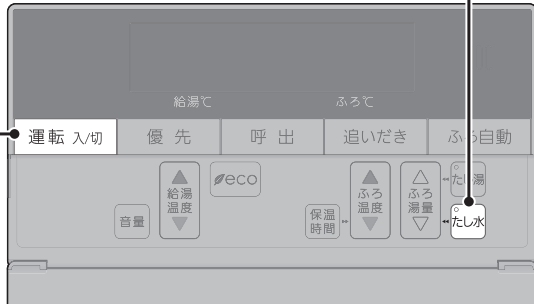 給湯℃ ふろ℃
運転 入/切 優先 呼出 追いだき ふろ自動
給湯温度
eco
音量
保温時間
ふろ温度
ふろ湯量
たし湯
たし水